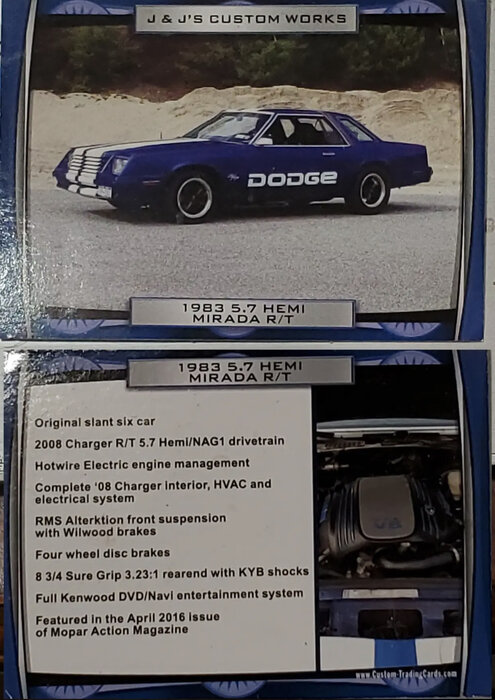 J & J'S CUSTOM WORKS
DODGE
1983 5.7 HEMI
MIRADA R/T
1983 5.7 HEMI
MIRADA R/T
Original slant six car
2008 Charger R/T 5.7 Hemi/NAG1 drivetrain
Hotwire Electric engine management
Complete ‘08 Charger interior, HVAC and
electrical system
RMS Alterktion front suspension
with Wilwood brakes
Four wheel disc brakes
8 3/4 Sure Grip 3.23:1 rearend with KYB shocks
Full Kenwood DVD/Navi entertainment system
Featured in the April 2016 issue
of Mopar Action Magazine
www.Custom-TradingCards.com